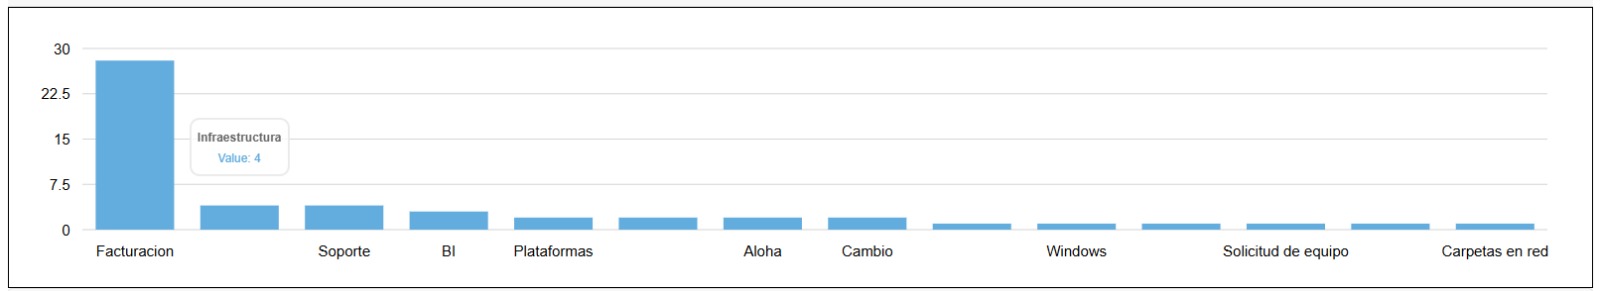 30
22.5
15
7.5
0
Infraestructura
Value: 4
Facturacion
Soporte
BI
Plataformas
Aloha
Cambio
Windows
Solicitud de equipo
Carpetas en red